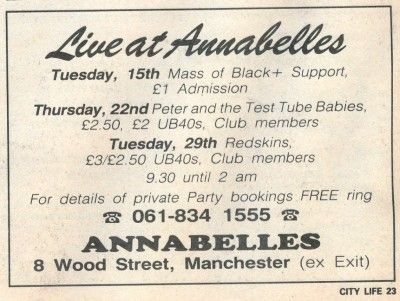 Live at Annabelles
Tuesday, 15th Mass of Black+ Support,
£1 Admission
Thursday, 22nd Peter and the Test Tube Babies,
£2.50, £2 UB40s, Club members
Tuesday, 29th Redskins,
£3/£2.50 UB40s, Club members
9.30 until 2 am
For details of private Party bookings FREE ring
☎ 061-834 1555 ☎
ANNABELLES
8 Wood Street, Manchester (ex Exit)
CITY LIFE 23